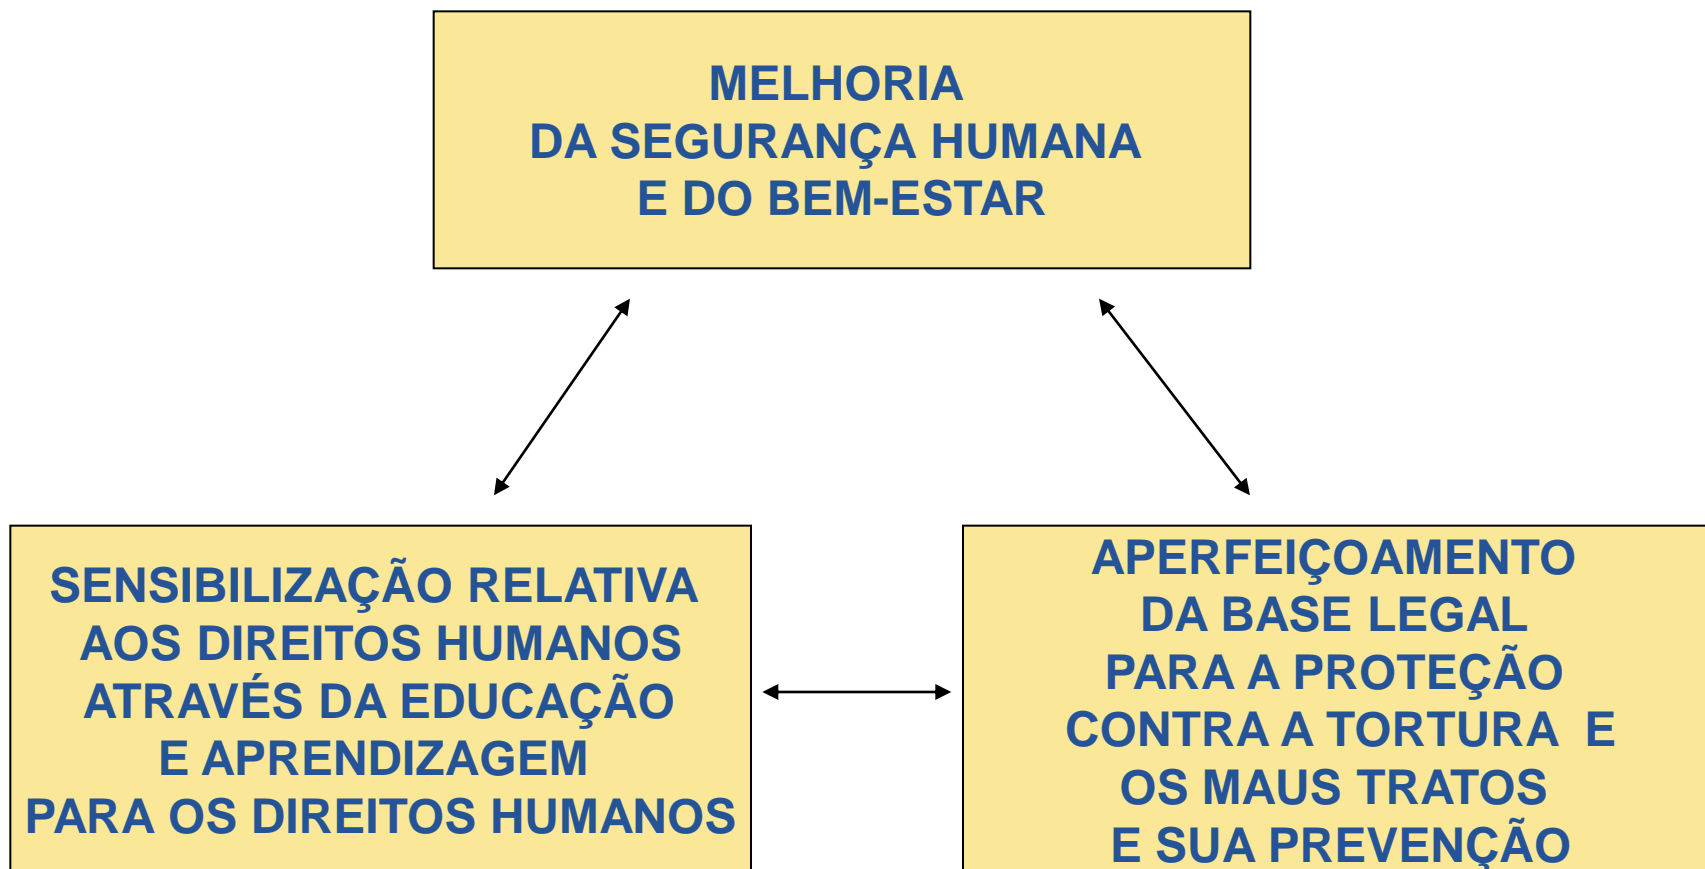 MELHORIA
DA SEGURANÇA HUMANA
E DO BEM-ESTAR
SENSIBILIZAÇÃO RELATIVA
AOS DIREITOS HUMANOS
ATRAVÉS DA EDUCAÇÃO
E APRENDIZAGEM
PARA OS DIREITOS HUMANOS
APERFEIÇOAMENTO
DA BASE LEGAL
PARA A PROTEÇÃO
CONTRA A TORTURA  E
OS MAUS TRATOS
E SUA PREVENÇÃO